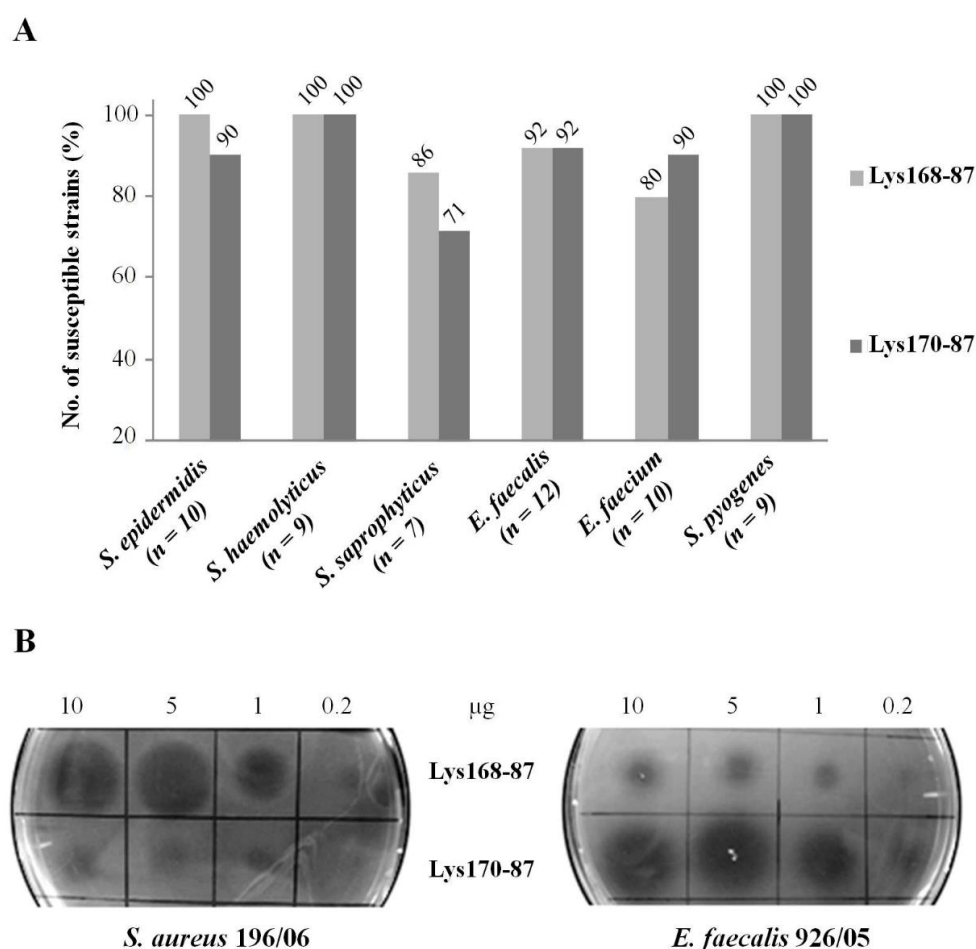 A
100 100 100 100 100
90 92 92 90
86 80
71
No. of susceptible strains (%)
100
80
60
40
20
Lys168-87
Lys170-87
S. epidermidis
(n = 10)
S. haemolyticus
(n = 9)
S. saprophyticus
(n = 7)
E. faecalis
(n = 12)
E. faecium
(n = 10)
S. pyogenes
(n = 9)
B
10 5 1 0.2 µg 10 5 1 0.2
Lys168-87
Lys170-87
S. aureus 196/06 E. faecalis 926/05